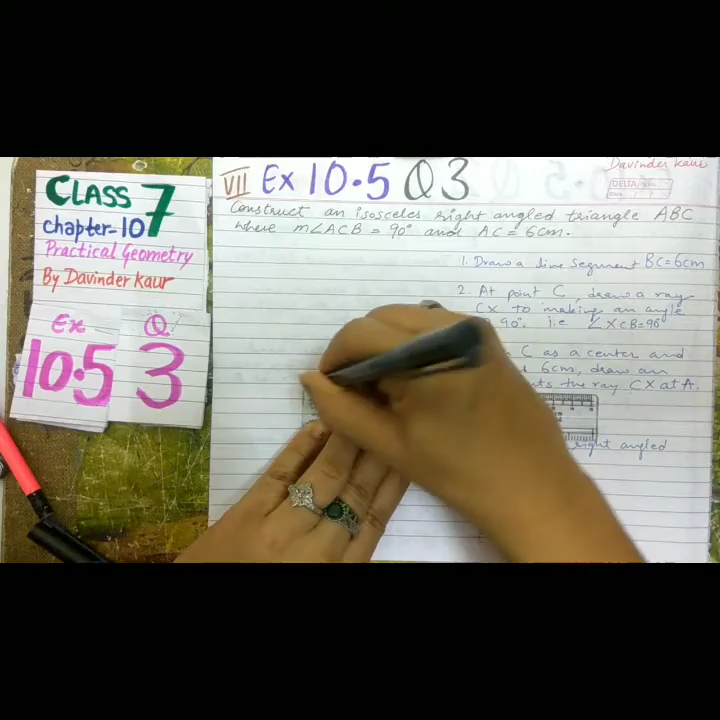 CLASS 7
chapter-10
Practical Geometry
By Davinder Kaur
Ex Q.
10.5 3
VII Ex 10.5 Q3
Davinder Kaur
DELTA
Construct an isosceles right angled triangle ABC
where m∠ACB = 90° and AC = 6cm.
1. Draw a line segment BC=6cm
2. At point C, draw a ray
CX to making an angle
90°. i.e ∠XCB=90°
C as a center and
6cm, draw an
the ray CX at A.
right angled